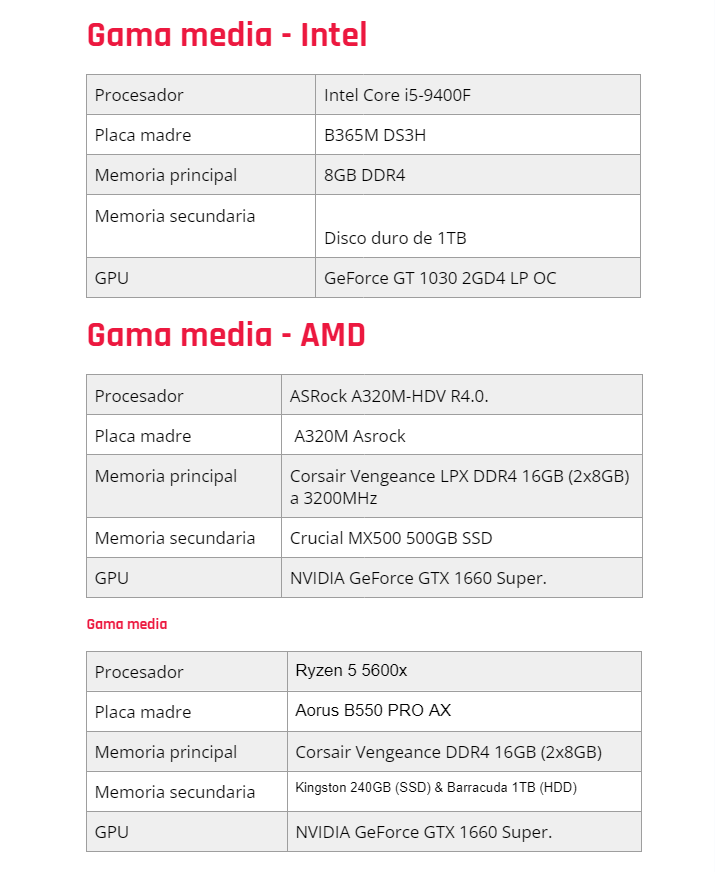 Gama media - Intel
Procesador Intel Core i5-9400F
Placa madre B365M DS3H
Memoria principal 8GB DDR4
Memoria secundaria
Disco duro de 1TB
GPU GeForce GT 1030 2GD4 LP OC
Gama media - AMD
Procesador ASRock A320M-HDV R4.0.
Placa madre A320M Asrock
Memoria principal Corsair Vengeance LPX DDR4 16GB (2x8GB)
a 3200MHz
Memoria secundaria Crucial MX500 500GB SSD
GPU NVIDIA GeForce GTX 1660 Super.
Gama media
Procesador Ryzen 5 5600x
Placa madre Aorus B550 PRO AX
Memoria principal Corsair Vengeance DDR4 16GB (2x8GB)
Memoria secundaria Kingston 240GB (SSD) & Barracuda 1TB (HDD)
GPU NVIDIA GeForce GTX 1660 Super.